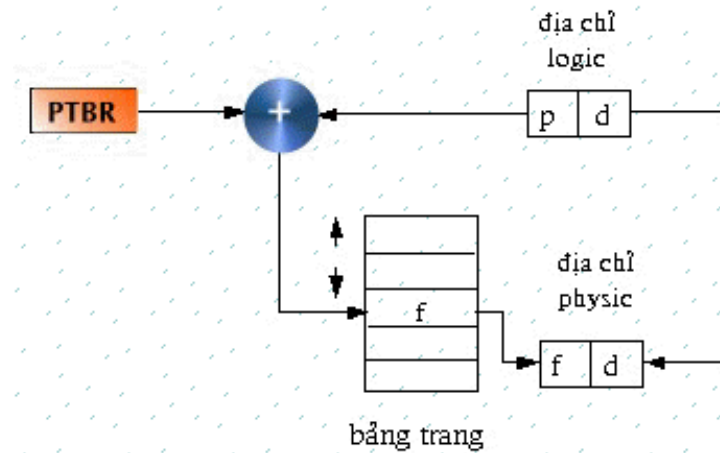 địa chỉ
logic
PTBR
+
p d
f
địa chỉ
physic
f d
bảng trang